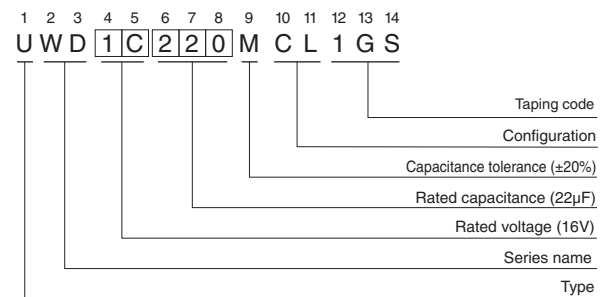 1 2 3 4 5 6 7 8 9 10 11 12 13 14
U W D 1 C 2 2 0 M C L 1 G S
Taping code
Configuration
Capacitance tolerance (±20%)
Rated capacitance (22µF)
Rated voltage (16V)
Series name
Type